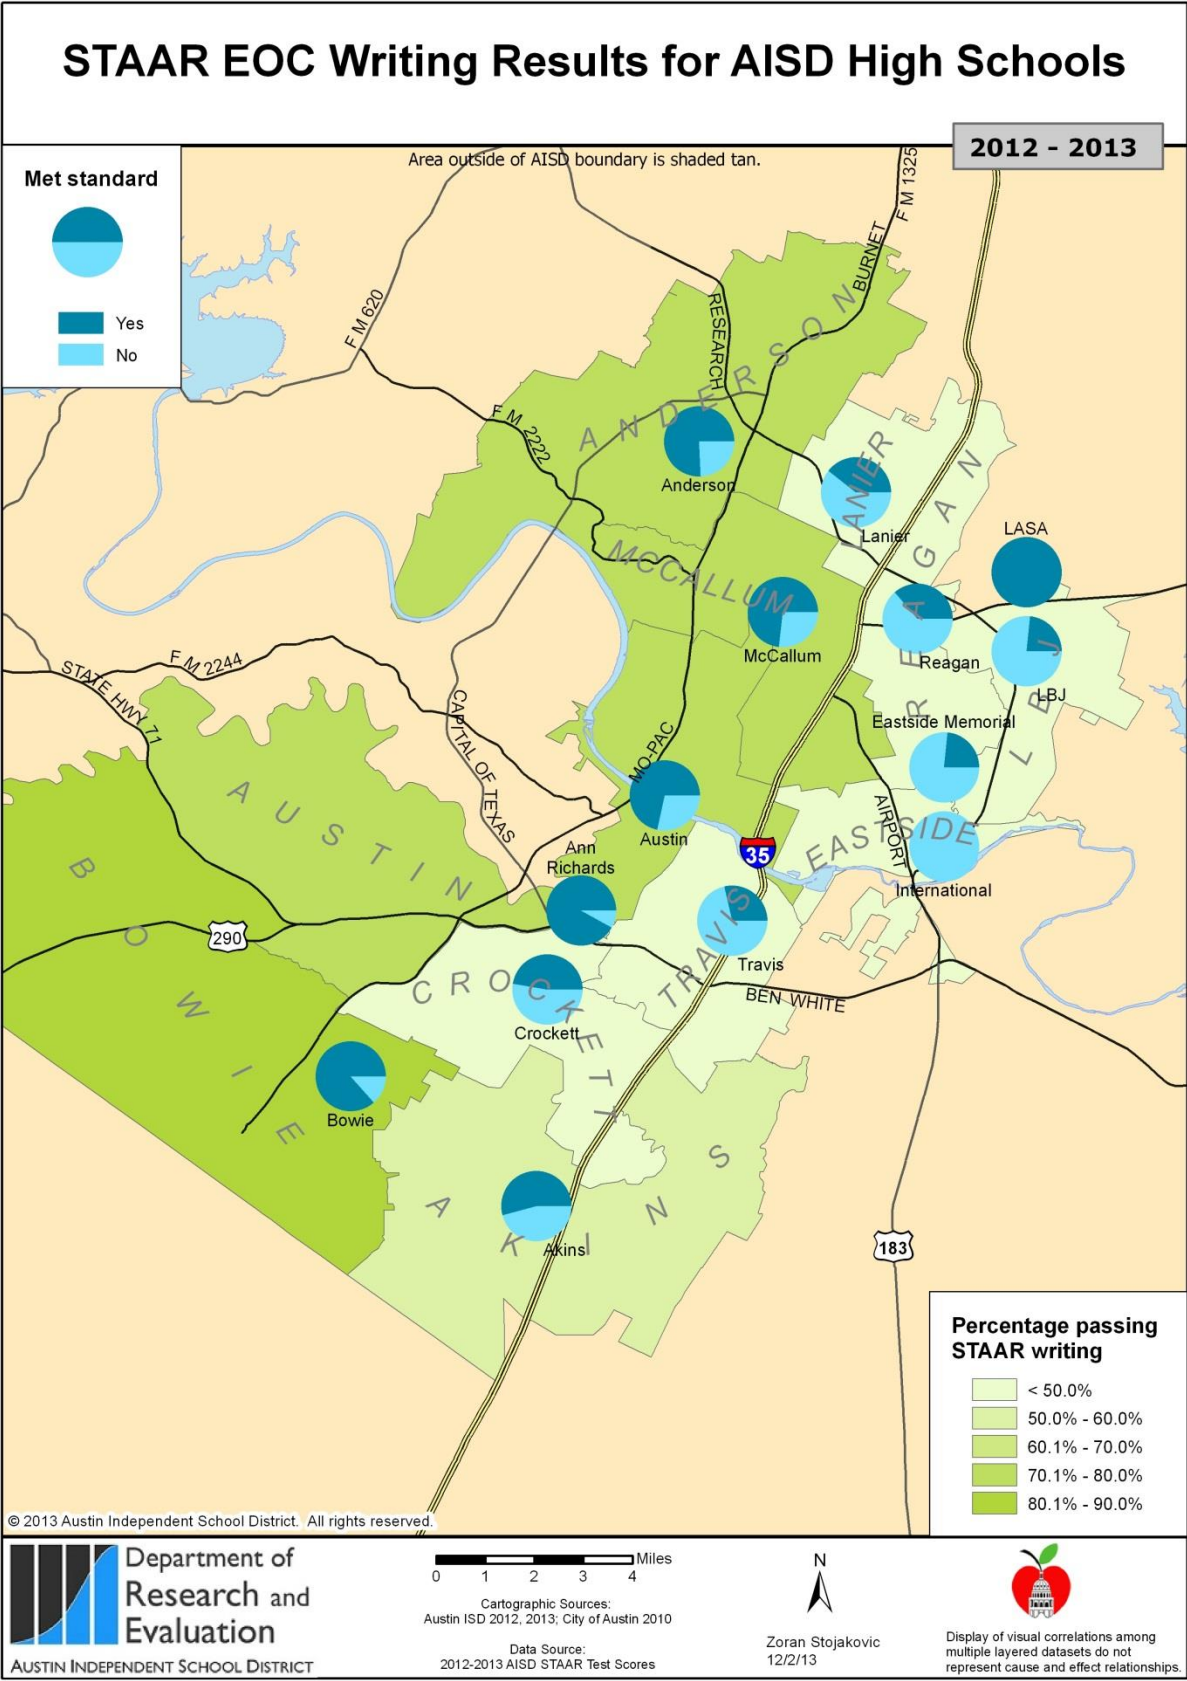 STAAR EOC Writing Results for AISD High Schools
2012 - 2013
Area outside of AISD boundary is shaded tan.
Met standard
Yes
No
F M 1325
BURNET
RESEARCH
F M 620
F M 2222
ANDERSON
Anderson
LANIER
Lanier
REAGAN
Reagan
LASA
LBJ
LBJ
MCCALLUM
McCallum
Eastside Memorial
EASTSIDE
International
AIRPORT
F M 2244
STATE HWY 71
CAPITAL OF TEXAS
MO-PAC
AUSTIN
Austin
35
Ann
Richards
TRAVIS
Travis
BEN WHITE
290
CROCKETT
Crockett
BOWIE
Bowie
AKINS
Akins
183
Percentage passing
STAAR writing
< 50.0%
50.0% - 60.0%
60.1% - 70.0%
70.1% - 80.0%
80.1% - 90.0%
© 2013 Austin Independent School District. All rights reserved.
Department of
Research and
Evaluation
AUSTIN INDEPENDENT SCHOOL DISTRICT
Miles
0 1 2 3 4
Cartographic Sources:
Austin ISD 2012, 2013; City of Austin 2010
Data Source:
2012-2013 AISD STAAR Test Scores
N
Zoran Stojakovic
12/2/13
Display of visual correlations among
multiple layered datasets do not
represent cause and effect relationships.